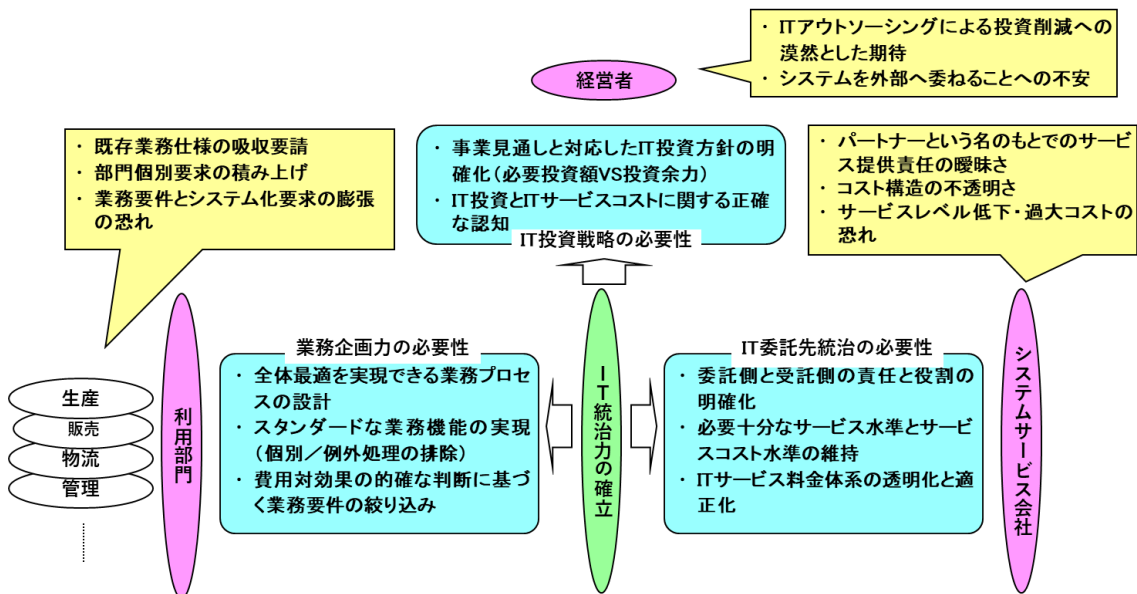 ・ ITアウトソーシングによる投資削減への
漠然とした期待
・ システムを外部へ委ねることへの不安
経営者
・ 既存業務仕様の吸収要請
・ 部門個別要求の積み上げ
・ 業務要件とシステム化要求の膨張
の恐れ
・ 事業見通しと対応したIT投資方針の明
確化(必要投資額VS投資余力)
・ IT投資とITサービスコストに関する正確
な認知
IT投資戦略の必要性
・ パートナーという名のもとでのサービ
ス提供責任の曖昧さ
・ コスト構造の不透明さ
・ サービスレベル低下・過大コストの
恐れ
生産
販売
物流
管理
利用部門
業務企画力の必要性
・ 全体最適を実現できる業務プロセ
スの設計
・ スタンダードな業務機能の実現
(個別/例外処理の排除)
・ 費用対効果の的確な判断に基づ
く業務要件の絞り込み
IT統治力の確立
IT委託先統治の必要性
・ 委託側と受託側の責任と役割の
明確化
・ 必要十分なサービス水準とサービ
スコスト水準の維持
・ ITサービス料金体系の透明化と適
正化
システムサービス会社